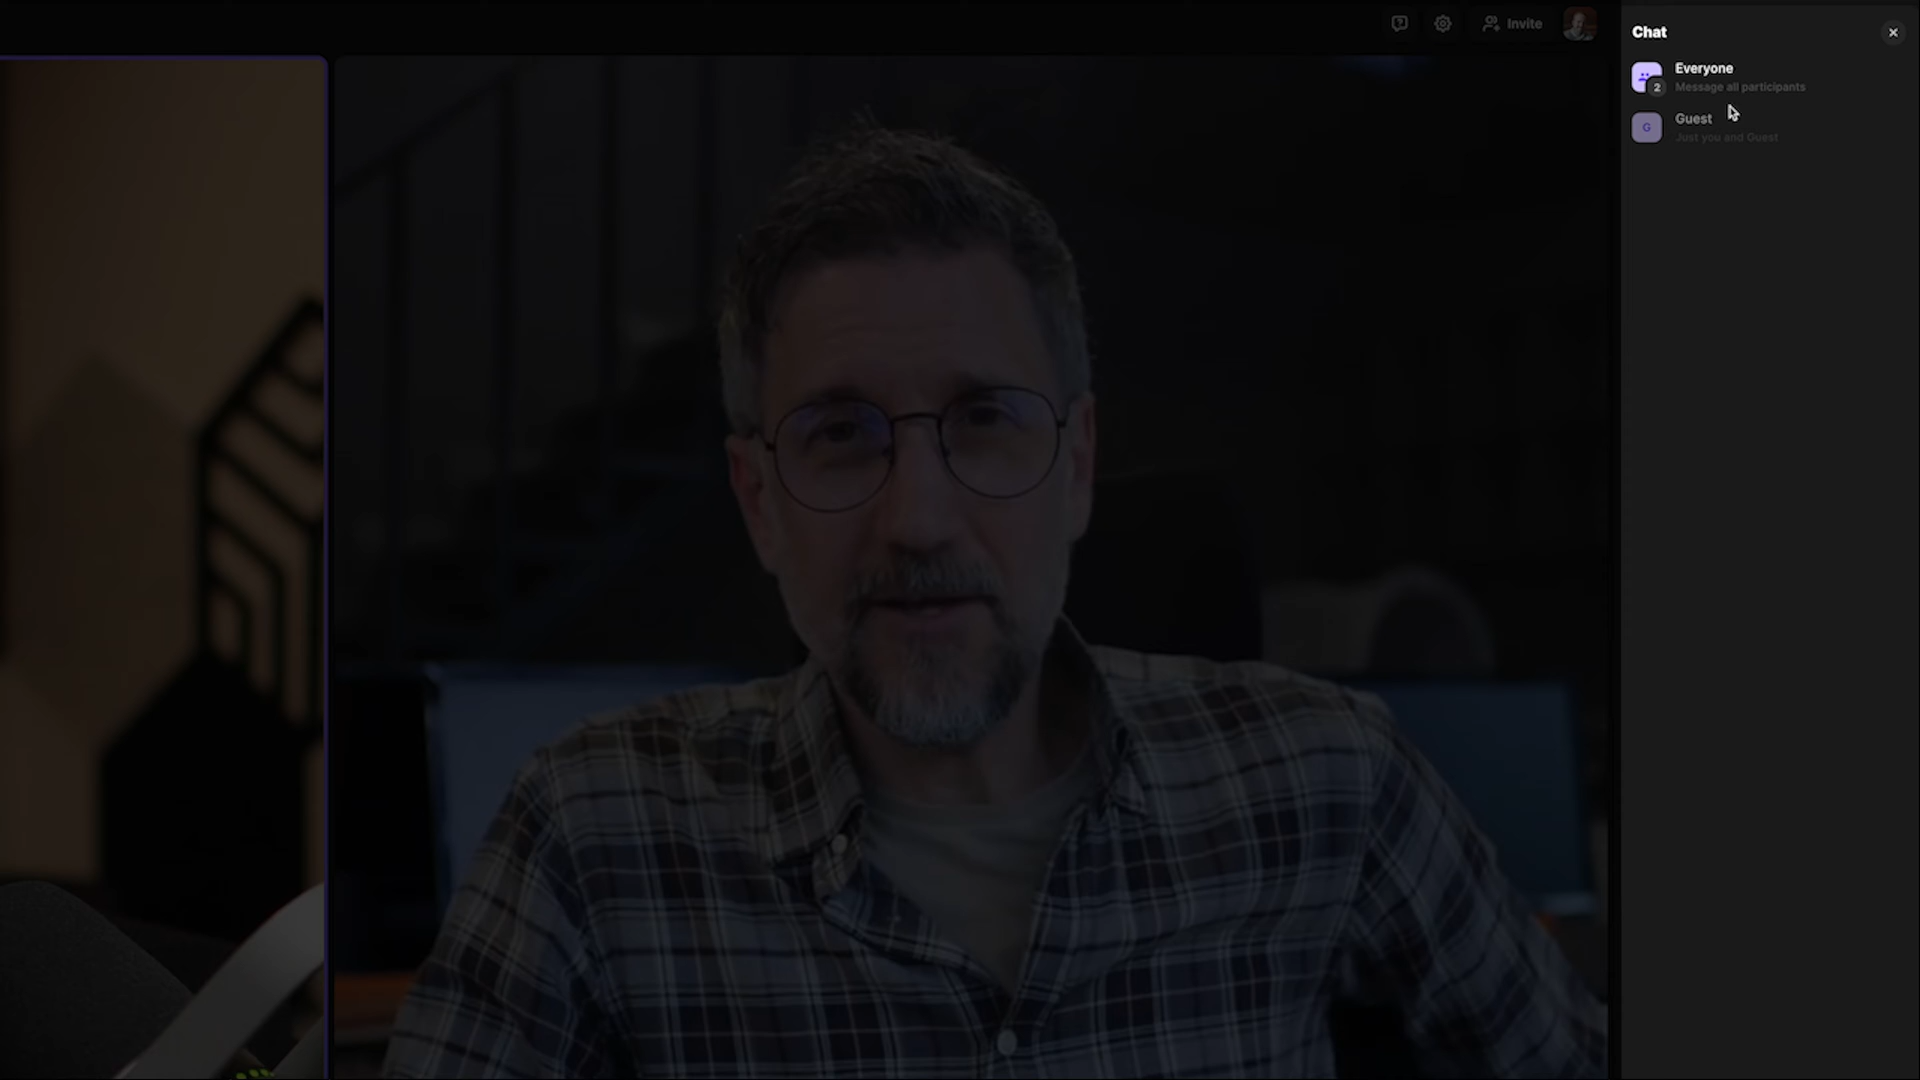 Invite
Chat
Everyone
2
Message all participants
G
Guest
Just you and Guest